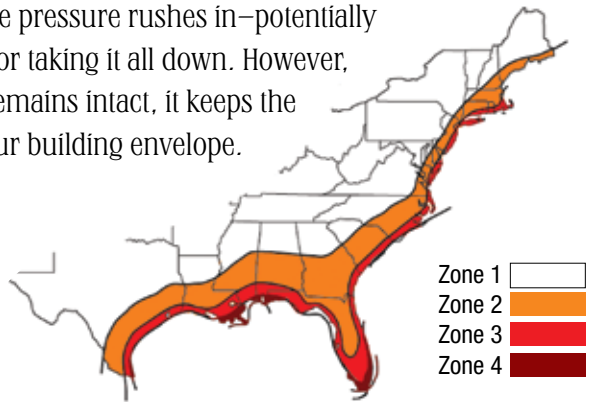 e pressure rushes in–potentially
or taking it all down. However,
emains intact, it keeps the
ur building envelope.
Zone 1
Zone 2
Zone 3
Zone 4